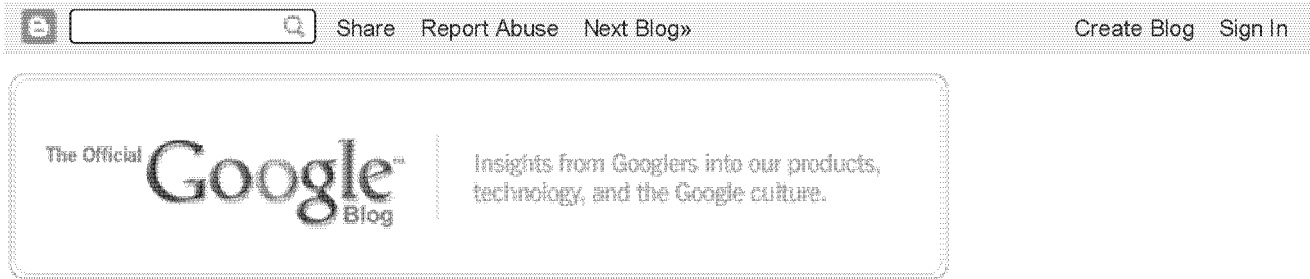 Share Report Abuse Next Blog» Create Blog Sign In
The Official Google™ Blog
Insights from Googlers into our products,
technology, and the Google culture.